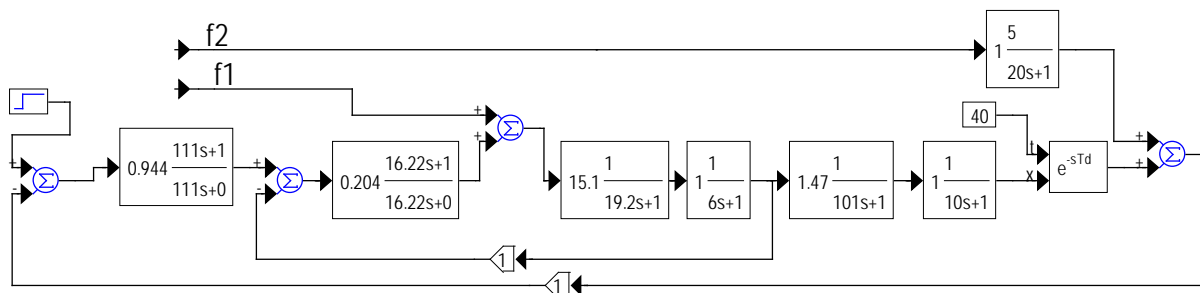 f2
1 5
20s+1
f1
40
+
+
+
+
t
+
0.944 111s+1
111s+0
+
-
Σ
-
Σ
0.204 16.22s+1
16.22s+0
Σ
15.1 1
19.2s+1
1 1
6s+1
1.47 1
101s+1
1 1
10s+1
x
e-sTd
Σ
1
1